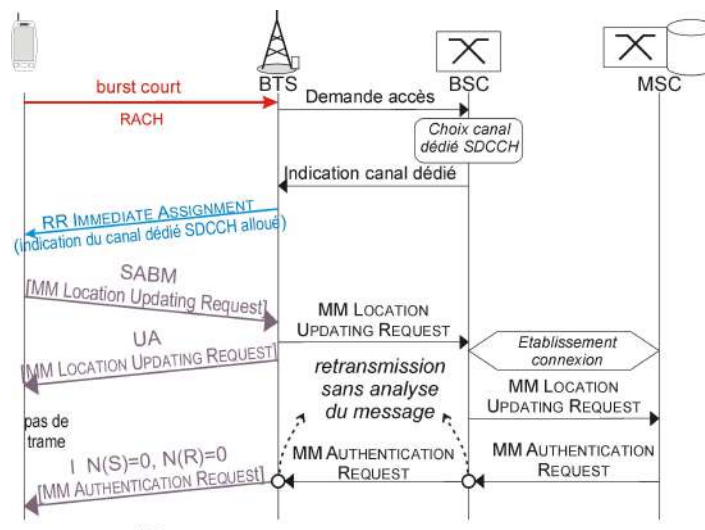 BTS
BSC
MSC
burst court
RACH
Demande accès
Choix canal
dédié SDCCH
Indication canal dédié
RR IMMEDIATE ASSIGNMENT
(indication du canal dédié SDCCH alloué)
SABM
[MM Location Updating Request]
MM LOCATION
UPDATING REQUEST
UA
[MM LOCATION UPDATING REQUEST]
Etablissement
connexion
retransmission
sans analyse
du message
MM LOCATION
UPDATING REQUEST
pas de
trame
I N(S)=0, N(R)=0
[MM AUTHENTICATION REQUEST]
MM AUTHENTICATION
REQUEST
MM AUTHENTICATION
REQUEST